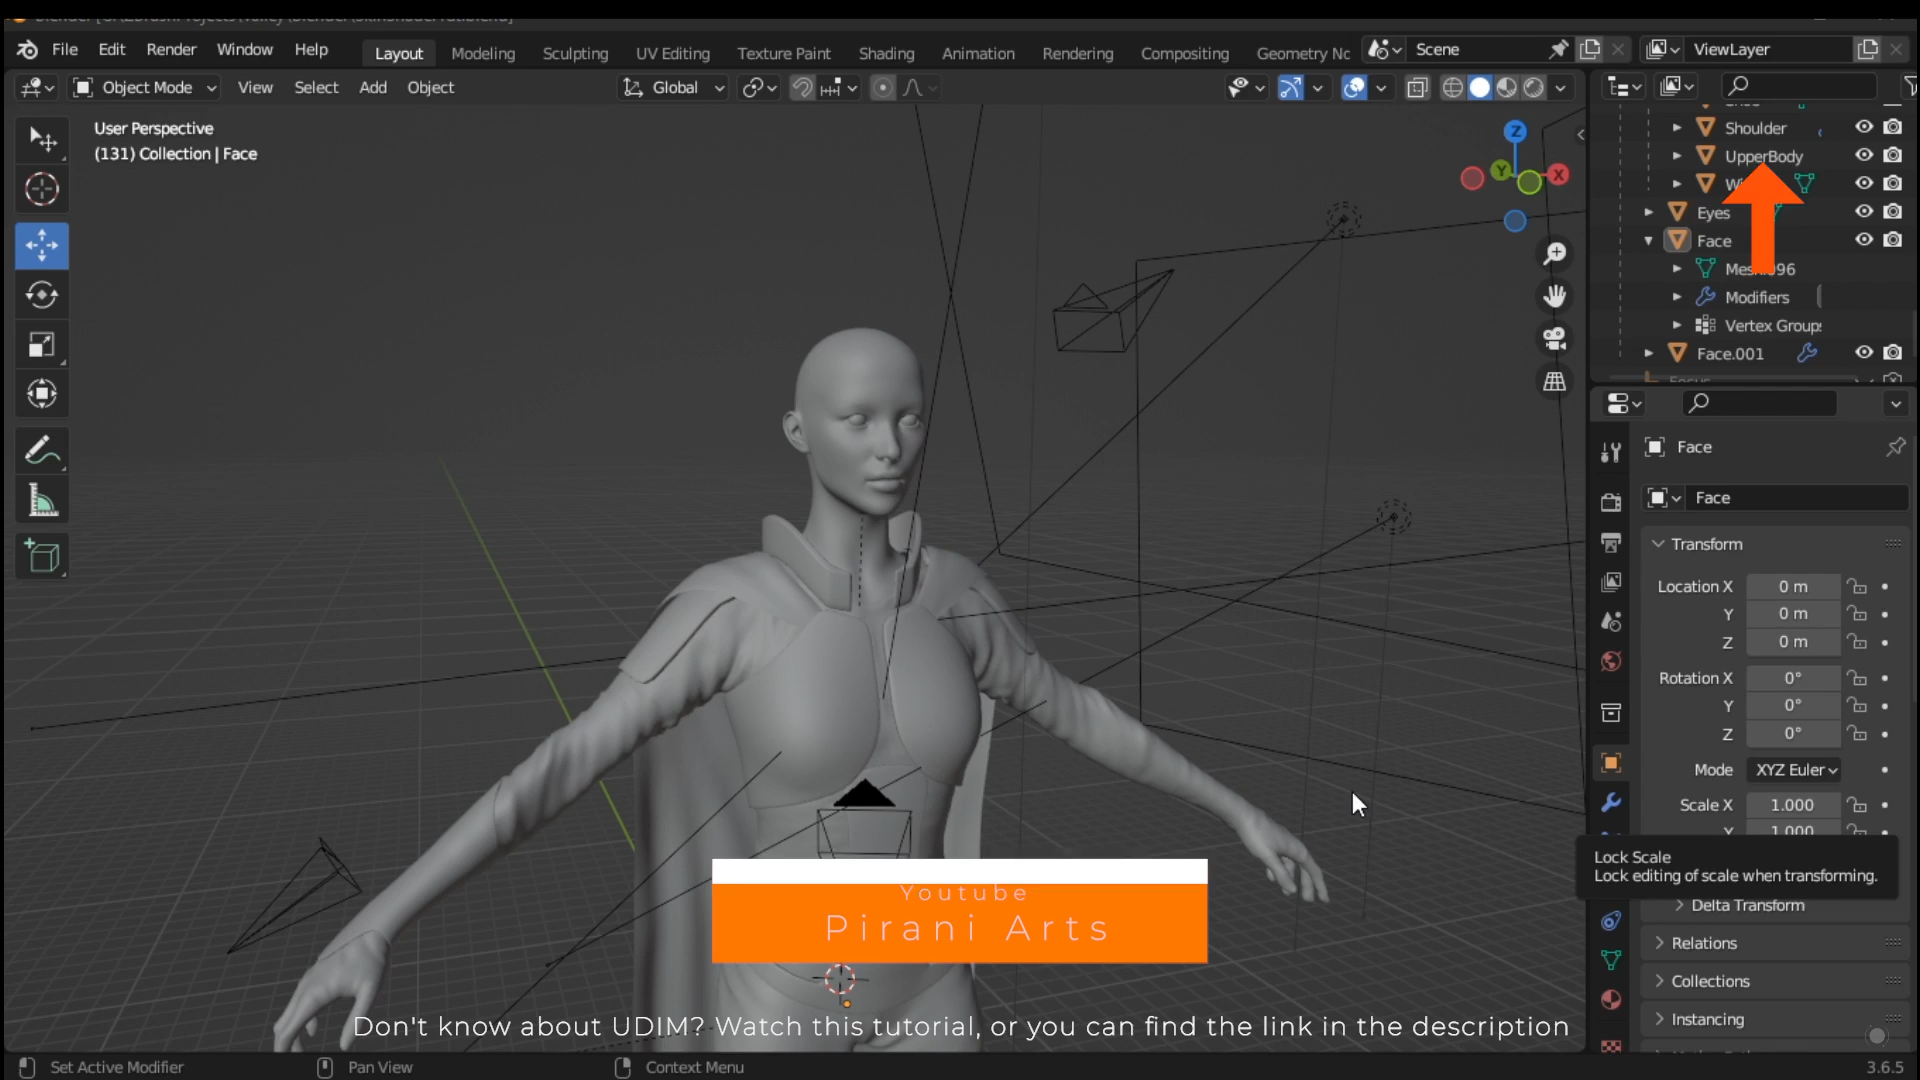 File Edit Render Window Help Layout Modeling Sculpting UV Editing Texture Paint Shading Animation Rendering Compositing Geometry Nc Scene ViewLayer
Object Mode View Select Add Object Global
User Perspective
(131) Collection | Face
Z
Y
X
Shoulder
UpperBody
Eyes
Face
Modifiers
Vertex Group
Face.001
Face
Face
Transform
Location X 0 m
Y 0 m
Z 0 m
Rotation X 0°
Y 0°
Z 0°
Mode XYZ Euler
Scale X 1.000
Y 1.000
Lock Scale
Lock editing of scale when transforming.
Delta Transform
Relations
Collections
Instancing
Youtube
Pirani Arts
Don't know about UDIM? Watch this tutorial, or you can find the link in the description
Set Active Modifier Pan View Context Menu 3.6.5